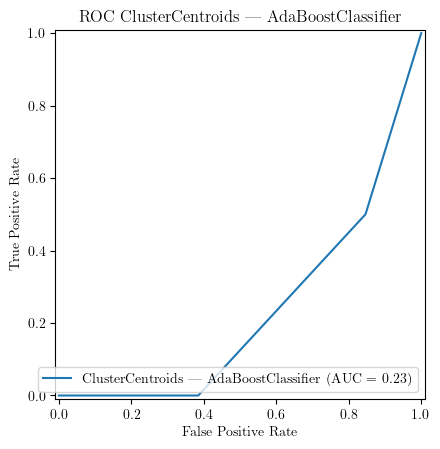 ROC ClusterCentroids — AdaBoostClassifier
1.0
0.8
0.6
0.4
0.2
0.0
True Positive Rate
ClusterCentroids — AdaBoostClassifier (AUC = 0.23)
0.0 0.2 0.4 0.6 0.8 1.0
False Positive Rate